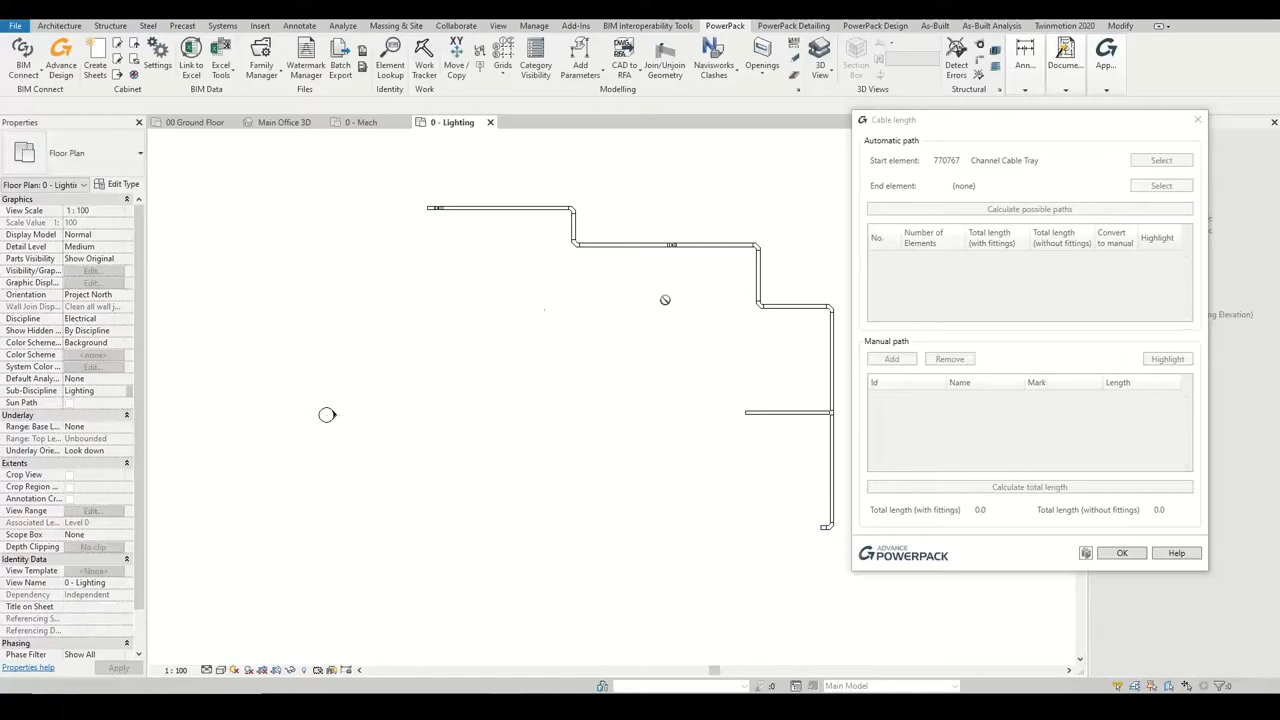 File Architecture Structure Steel Precast Systems Insert Annotate Analyze Massing & Site Collaborate View Manage Add-Ins BIM Interoperability Tools PowerPack PowerPack Detailing PowerPack Design As-Built As-Built Analysis Twinmotion 2020 Modify
BIM Connect
Advance Design
Create Sheets
Settings
Link to Excel
Excel Tools
Family Manager
Watermark Manager
Batch Export
Element Lookup
Work Tracker
Move / Copy
Grids
Category Visibility
Add Parameters
CAD to RFA
Join/Unjoin Geometry
Navisworks Clashes
Openings
3D View
Section Box
Detect Errors
Ann...
Docume...
App...
BIM Connect Cabinet BIM Data Files Identity Work Modelling 3D Views Structural
Properties
00 Ground Floor Main Office 3D 0 - Mech 0 - Lighting
Floor Plan
Floor Plan: 0 - Lightin Edit Type
Graphics
View Scale 1 : 100
Scale Value 1: 100
Display Model Normal
Detail Level Medium
Parts Visibility Show Original
Visibility/Grap... Edit...
Graphic Displ... Edit...
Orientation Project North
Wall Join Disp... Clean all wall j...
Discipline Electrical
Show Hidden ... By Discipline
Color Scheme... Background
Color Scheme <none>
System Color ... Edit...
Default Analy... None
Sub-Discipline Lighting
Sun Path
Underlay
Range: Base L... None
Range: Top Le... Unbounded
Underlay Orie... Look down
Extents
Crop View
Crop Region ...
Annotation Cr...
View Range Edit...
Associated Le... Level D
Scope Box None
Depth Clipping No clip
Identity Data
View Template <None>
View Name 0 - Lighting
Dependency Independent
Title on Sheet
Referencing S...
Referencing D...
Phasing
Phase Filter Show All
Properties help Apply
Cable length
Automatic path
Start element: 770767 Channel Cable Tray Select
End element: (none) Select
Calculate possible paths
No. Number of Elements Total length (with fittings) Total length (without fittings) Convert to manual Highlight
Manual path
Add Remove Highlight
Id Name Mark Length
Calculate total length
Total length (with fittings) 0.0 Total length (without fittings) 0.0
ADVANCE
POWERPACK
OK Help
ng Elevation)
1 : 100
:0 Main Model :0